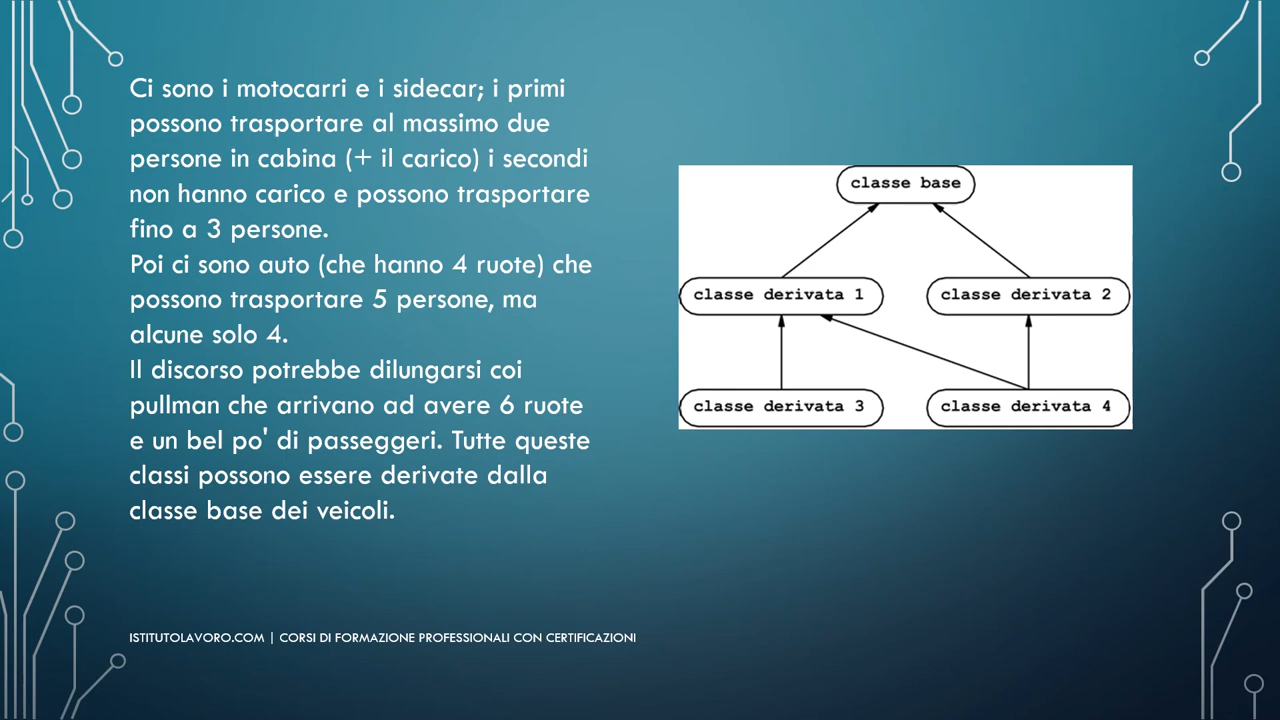 Ci sono i motocarri e i sidecar; i primi
possono trasportare al massimo due
persone in cabina (+ il carico) i secondi
non hanno carico e possono trasportare
fino a 3 persone.
Poi ci sono auto (che hanno 4 ruote) che
possono trasportare 5 persone, ma
alcune solo 4.
Il discorso potrebbe dilungarsi coi
pullman che arrivano ad avere 6 ruote
e un bel po' di passeggeri. Tutte queste
classi possono essere derivate dalla
classe base dei veicoli.
classe base
classe derivata 1
classe derivata 2
classe derivata 3
classe derivata 4
ISTITUTOLAVORO.COM | CORSI DI FORMAZIONE PROFESSIONALI CON CERTIFICAZIONI